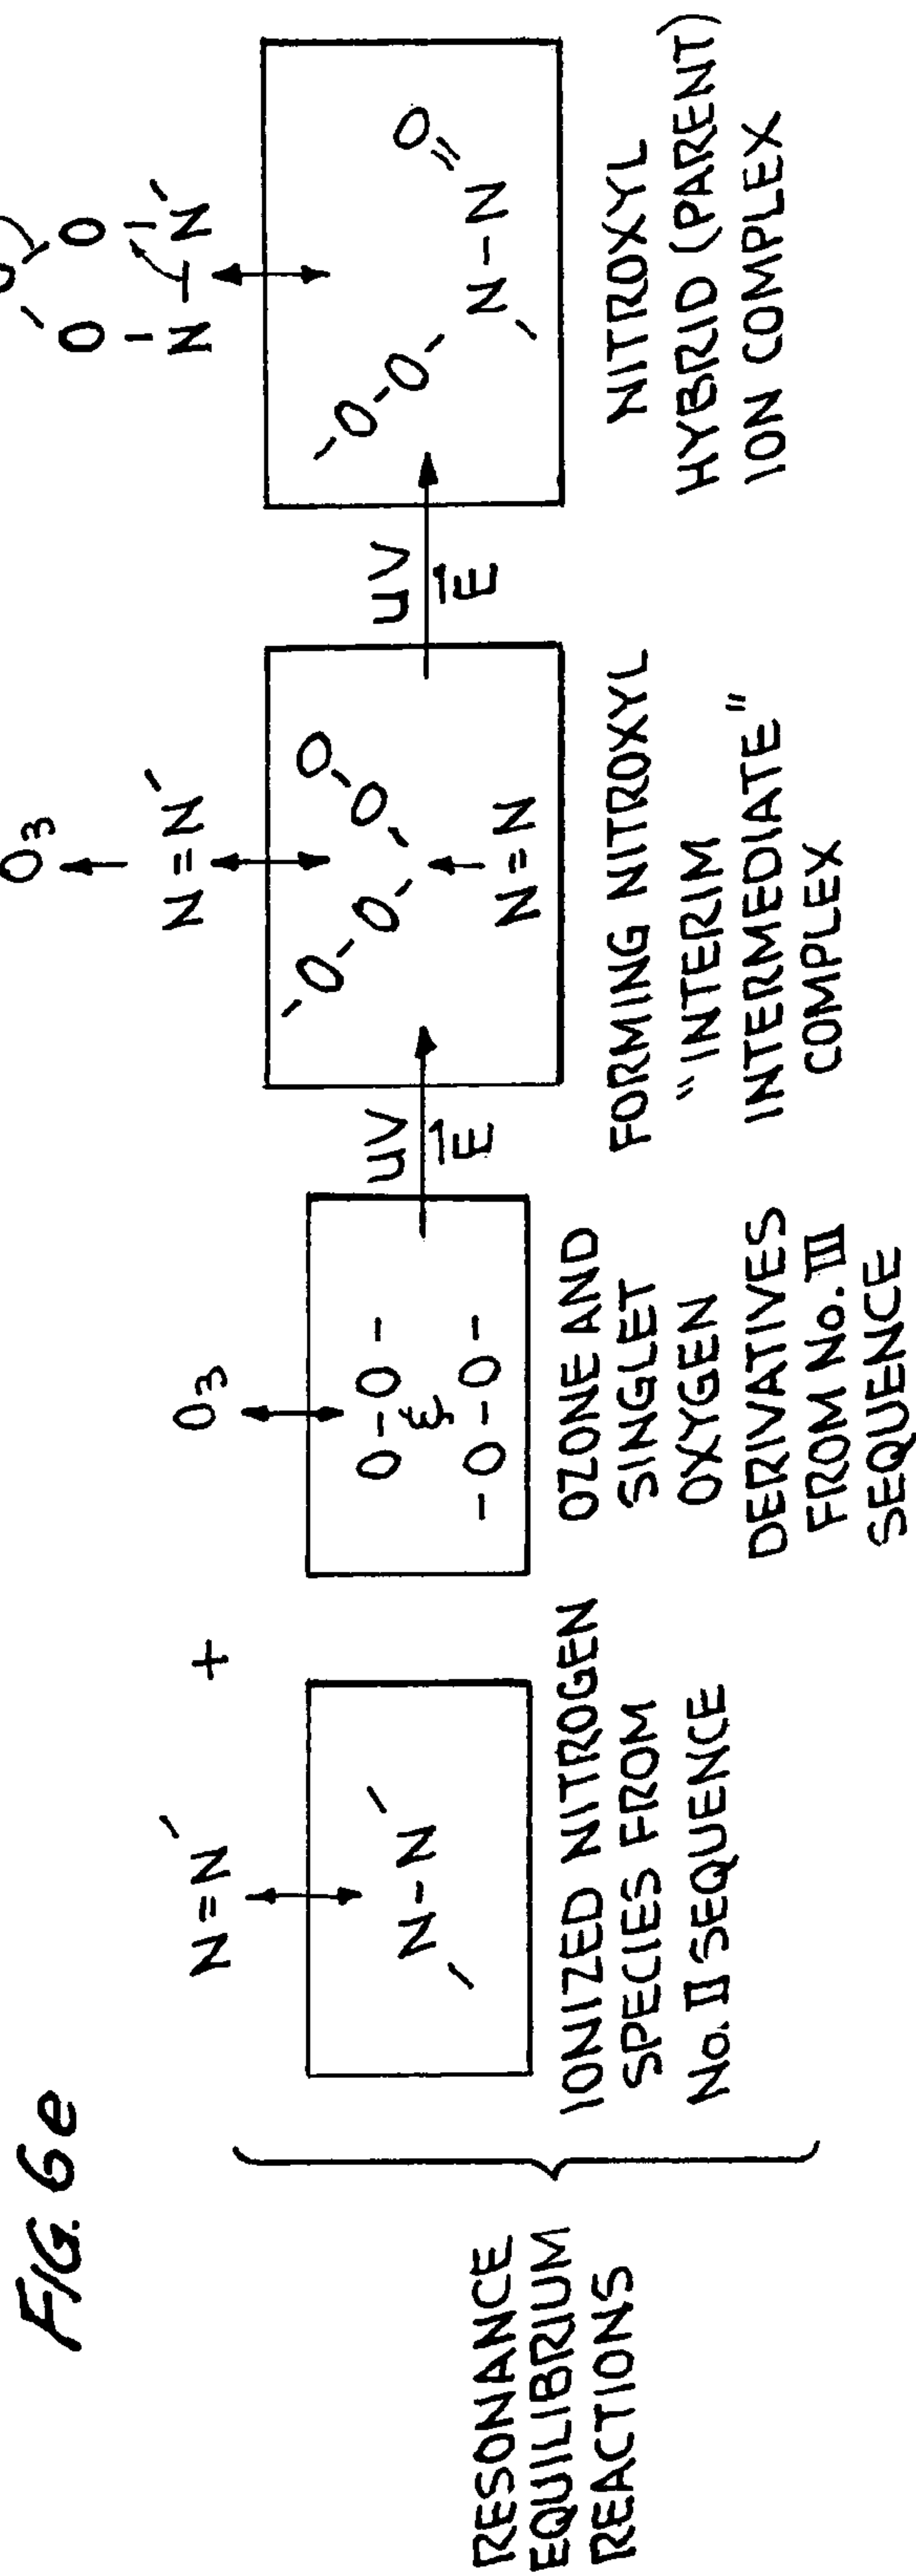 FIG. 6e
RESONANCE
EQUILIBRIUM
REACTIONS
N=N
+
N-N
IONIZED NITROGEN
SPECIES FROM
No. II SEQUENCE
O3
O-O-
&
-O-O-
OZONE AND
SINGLET
OXYGEN
DERIVATIVES
FROM No. III
SEQUENCE
UV
E
O3
N=N
-O-O- -O-O
N=N
FORMING NITROXYL
"INTERIM
INTERMEDIATE"
COMPLEX
UV
E
O O
N-N
-O-O-
N-N=O
NITROXYL
HYBRID (PARENT)
ION COMPLEX